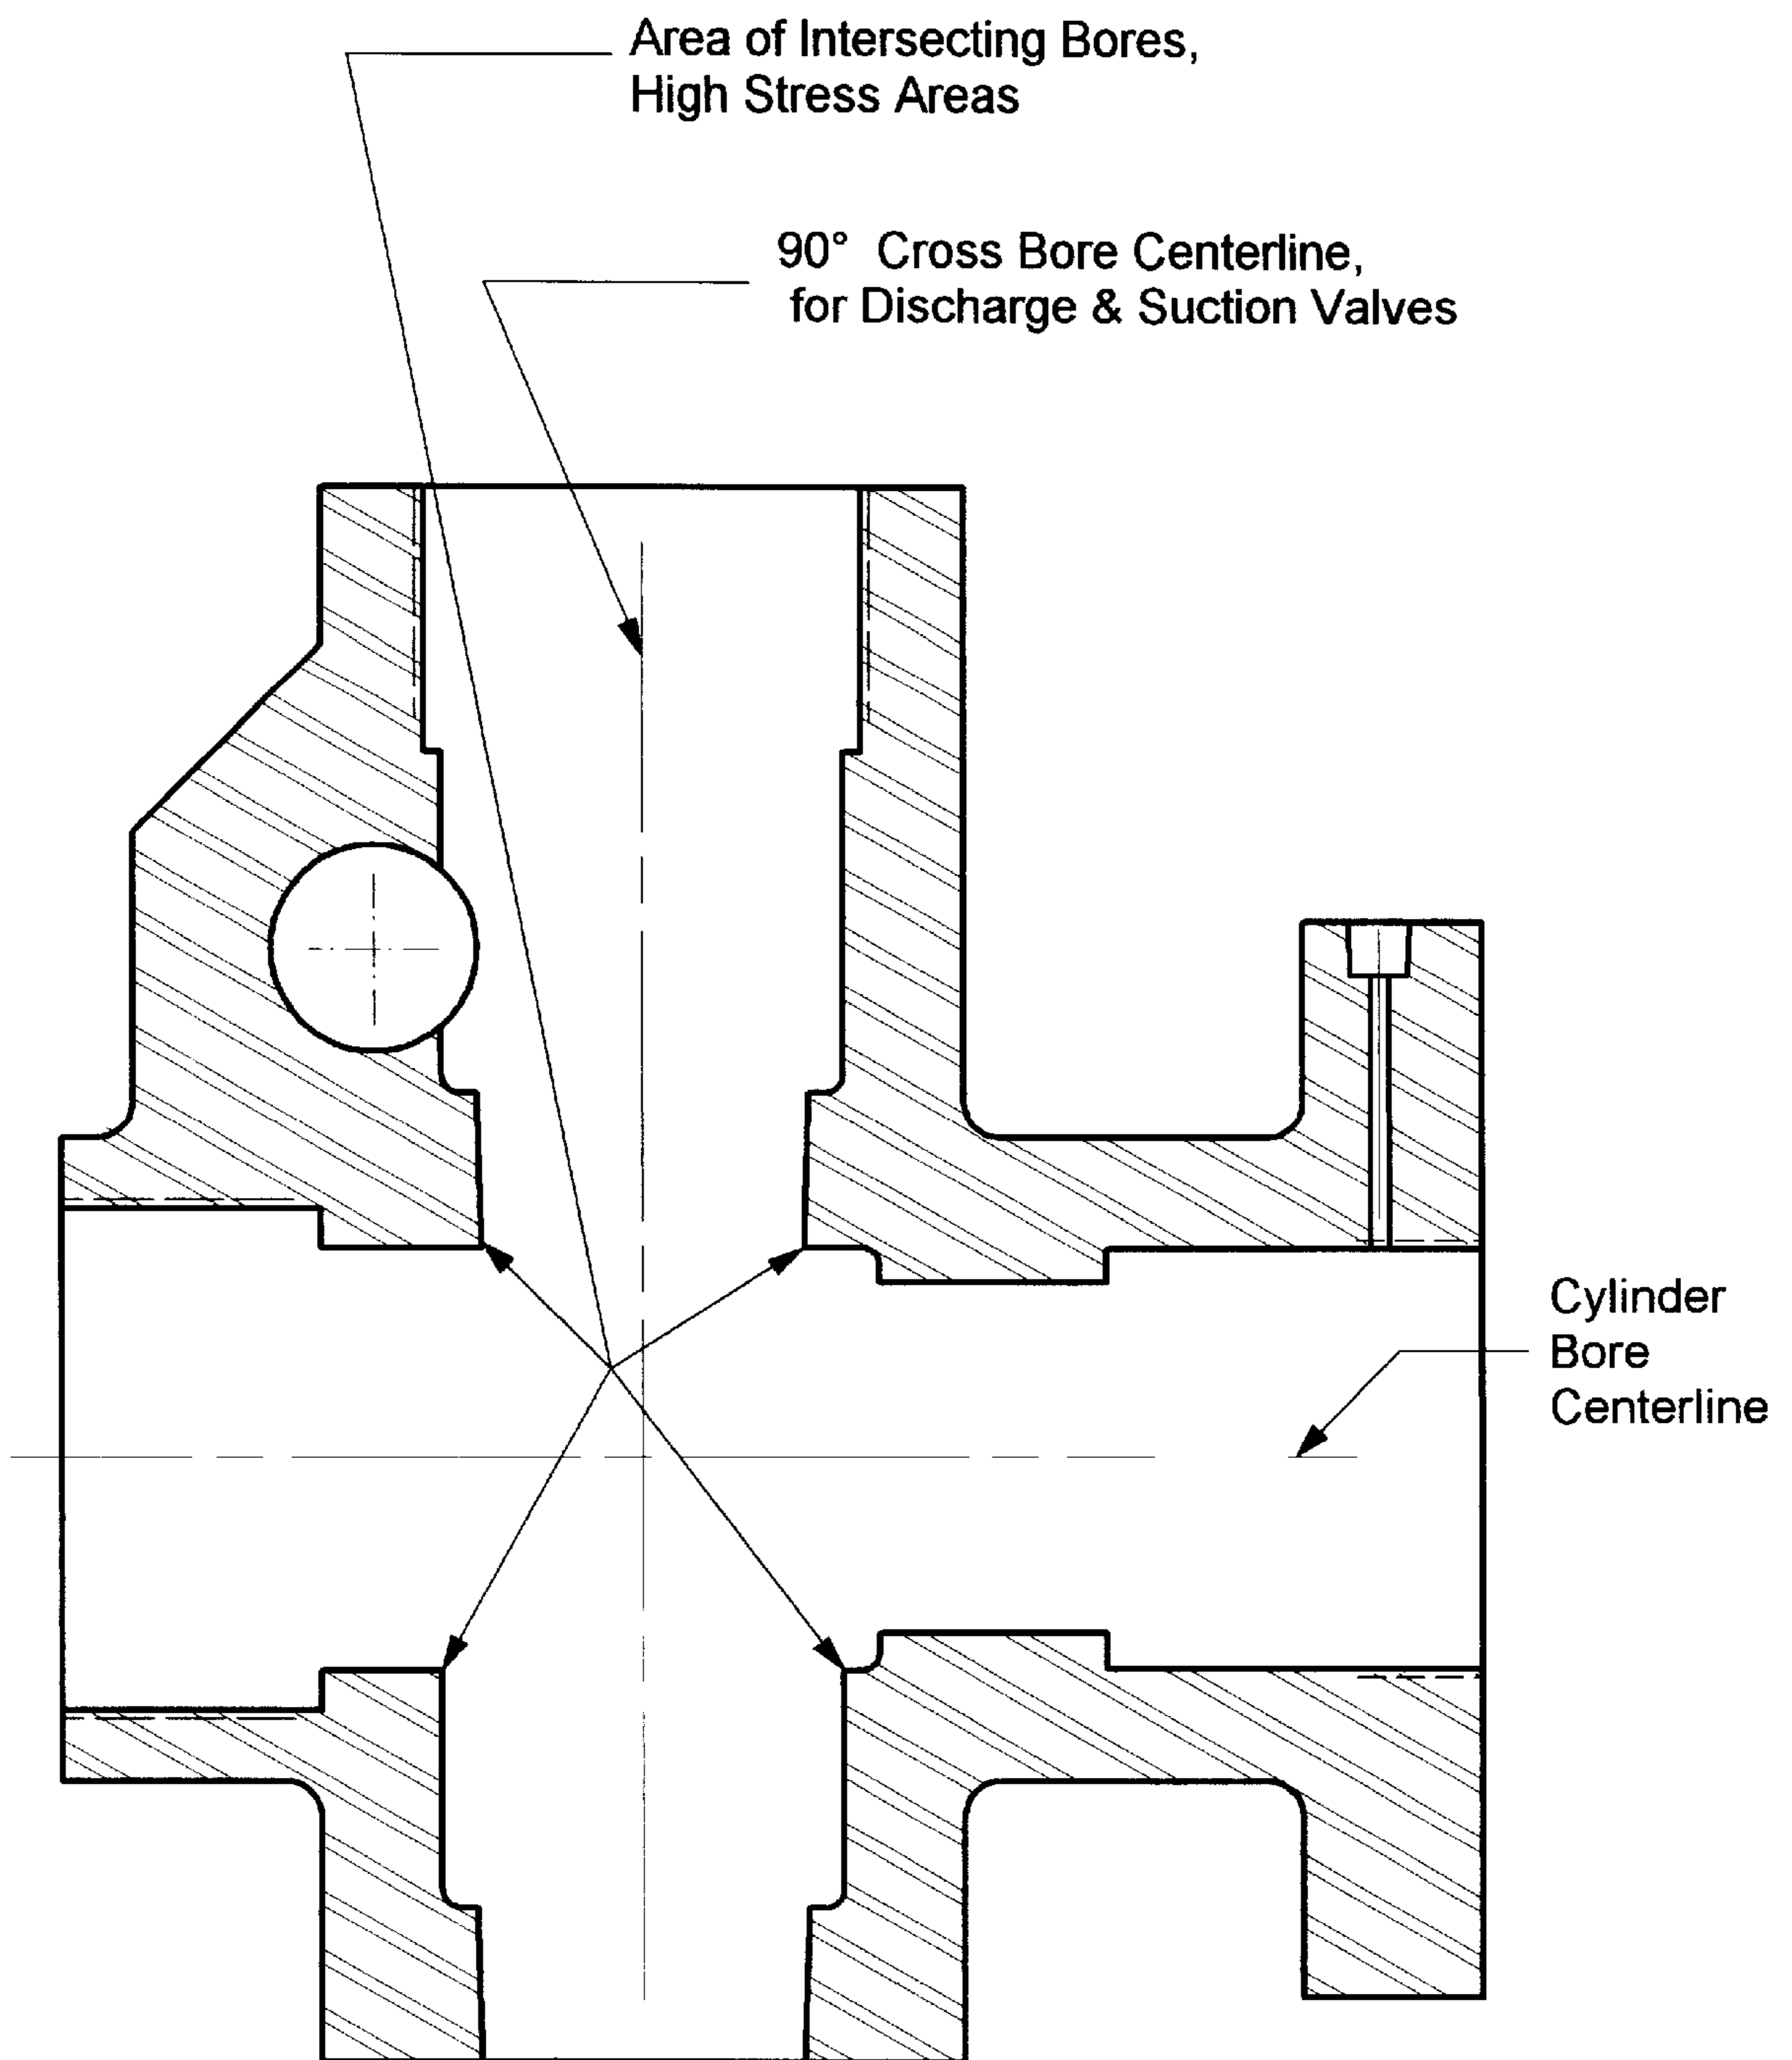 Area of Intersecting Bores,
High Stress Areas
90° Cross Bore Centerline,
for Discharge & Suction Valves
Cylinder
Bore
Centerline